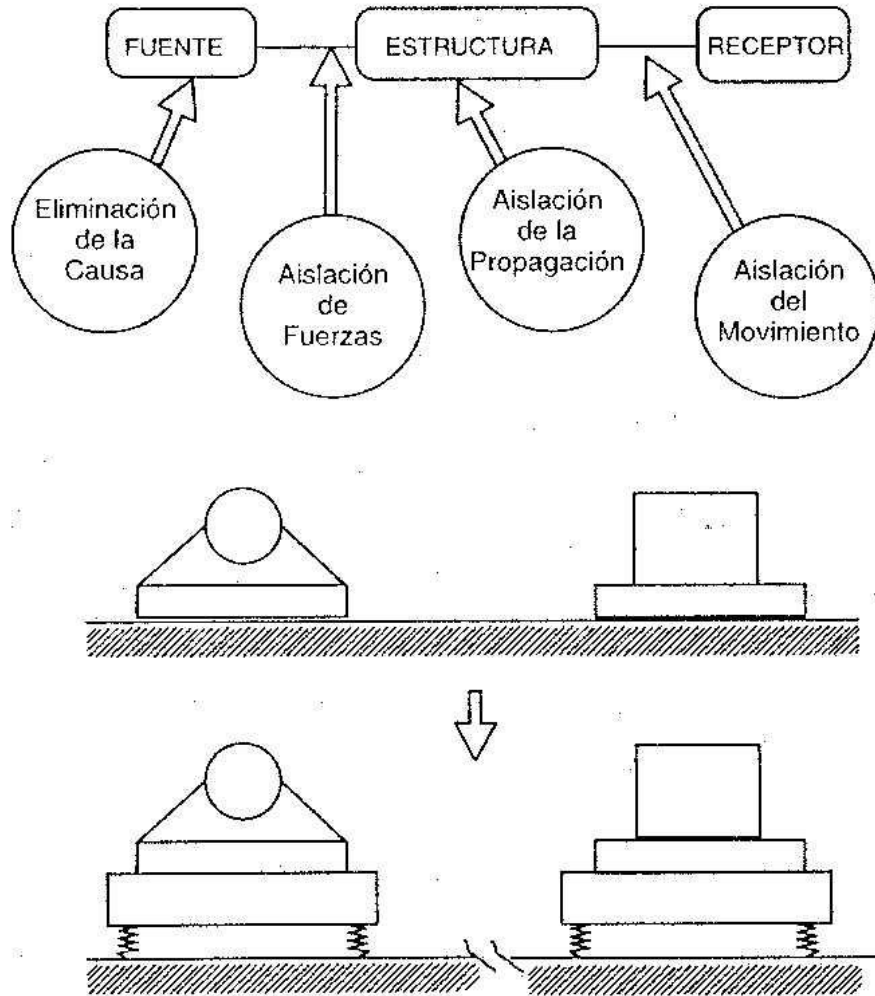 FUENTE
ESTRUCTURA
RECEPTOR
Eliminación
de la
Causa
Aislación
de
Fuerzas
Aislación
de la
Propagación
Aislación
del
Movimiento